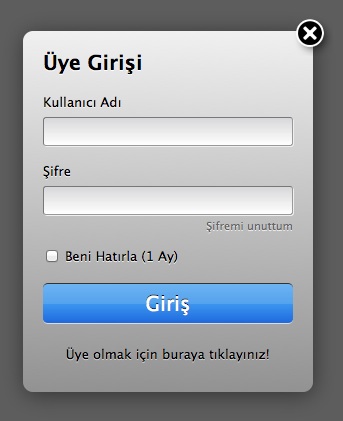 Üye Girişi
Kullanıcı Adı
Şifre
Şifremi unuttum
Beni Hatırla (1 Ay)
Giriş
Üye olmak için buraya tıklayınız!